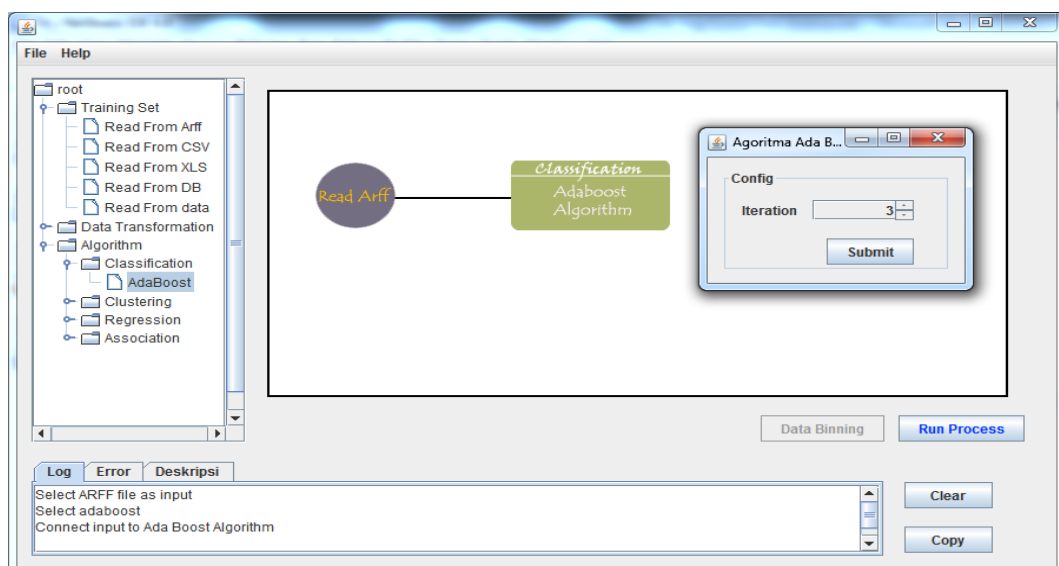 File Help
root
Training Set
Read From Arff
Read From CSV
Read From XLS
Read From DB
Read From data
Data Transformation
Algorithm
Classification
AdaBoost
Clustering
Regression
Association
Read Arff
Classification
Adaboost
Algorithm
Agoritma Ada B...
Config
Iteration 3
Submit
Data Binning Run Process
Log Error Deskripsi
Select ARFF file as input
Select adaboost
Connect input to Ada Boost Algorithm
Clear
Copy